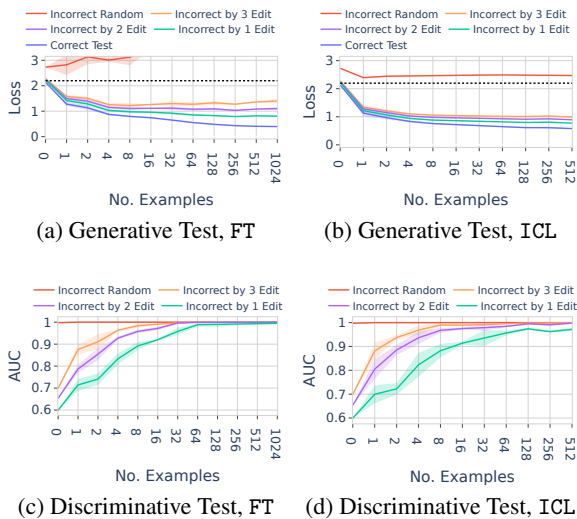 Incorrect Random Incorrect by 3 Edit
Incorrect by 2 Edit Incorrect by 1 Edit
Correct Test
3
2
1
0
Loss
0 1 2 4 8 16 32 64 128 256 512 1024
No. Examples
(a) Generative Test, FT
Incorrect Random Incorrect by 3 Edit
Incorrect by 2 Edit Incorrect by 1 Edit
Correct Test
3
2
1
0
Loss
0 1 2 4 8 16 32 64 128 256 512
No. Examples
(b) Generative Test, ICL
Incorrect Random Incorrect by 3 Edit
Incorrect by 2 Edit Incorrect by 1 Edit
1
0.9
0.8
0.7
0.6
AUC
0 1 2 4 8 16 32 64 128 256 512 1024
No. Examples
(c) Discriminative Test, FT
Incorrect Random Incorrect by 3 Edit
Incorrect by 2 Edit Incorrect by 1 Edit
1
0.9
0.8
0.7
0.6
AUC
0 1 2 4 8 16 32 64 128 256 512
No. Examples
(d) Discriminative Test, ICL